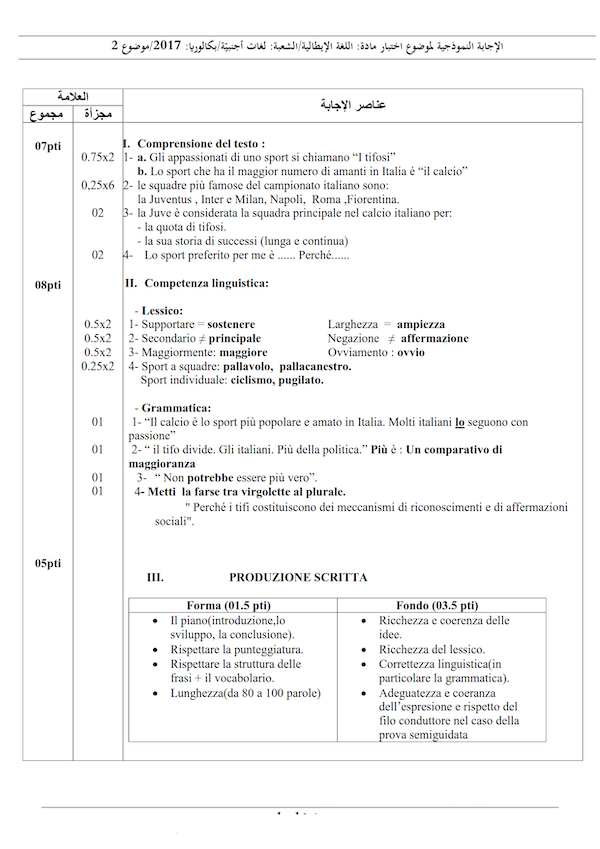 الإجابة النموذجية لموضوع اختبار مادة: اللغة الإيطالية/الشعبة: لغات أجنبيّة/بكالوريا: 2017/موضوع 2
العلامة
عناصر الإجابة
مجموع مجزأة
07pti I. Comprensione del testo :
0.75x2 1- a. Gli appassionati di uno sport si chiamano “I tifosi”
b. Lo sport che ha il maggior numero di amanti in Italia è “il calcio”
0,25x6 2- le squadre più famose del campionato italiano sono:
la Juventus , Inter e Milan, Napoli, Roma ,Fiorentina.
02 3- la Juve è considerata la squadra principale nel calcio italiano per:
- la quota di tifosi.
- la sua storia di successi (lunga e continua)
02 4- Lo sport preferito per me è ...... Perché......
08pti II. Competenza linguistica:
- Lessico:
0.5x2 1- Supportare = sostenere Larghezza = ampiezza
0.5x2 2- Secondario ≠ principale Negazione ≠ affermazione
0.5x2 3- Maggiormente: maggiore Ovviamento : ovvio
0.25x2 4- Sport a squadre: pallavolo, pallacanestro.
Sport individuale: ciclismo, pugilato.
- Grammatica:
01 1- “Il calcio è lo sport più popolare e amato in Italia. Molti italiani lo seguono con
passione”
01 2- “ il tifo divide. Gli italiani. Più della politica.” Più è : Un comparativo di
maggioranza
01 3- “ Non potrebbe essere più vero”.
01 4- Metti la farse tra virgolette al plurale.
" Perché i tifi costituiscono dei meccanismi di riconoscimenti e di affermazioni
sociali".
05pti
III. PRODUZIONE SCRITTA
Forma (01.5 pti)
• Il piano(introduzione,lo
sviluppo, la conclusione).
• Rispettare la punteggiatura.
• Rispettare la struttura delle
frasi + il vocabolario.
• Lunghezza(da 80 a 100 parole)
Fondo (03.5 pti)
• Ricchezza e coerenza delle
idee.
• Ricchezza del lessico.
• Correttezza linguistica(in
particolare la grammatica).
• Adeguatezza e coeranza
dell’espresione e rispetto del
filo conduttore nel caso della
prova semiguidata